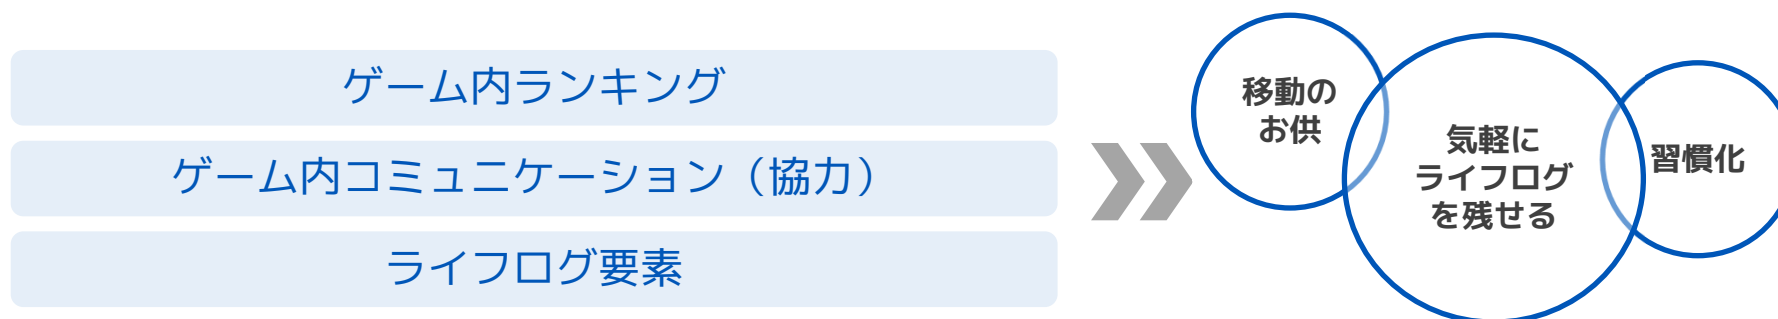 ゲーム内ランキング
ゲーム内コミュニケーション（協力）
ライフログ要素
移動の
お供
気軽に
ライフログ
を残せる
習慣化